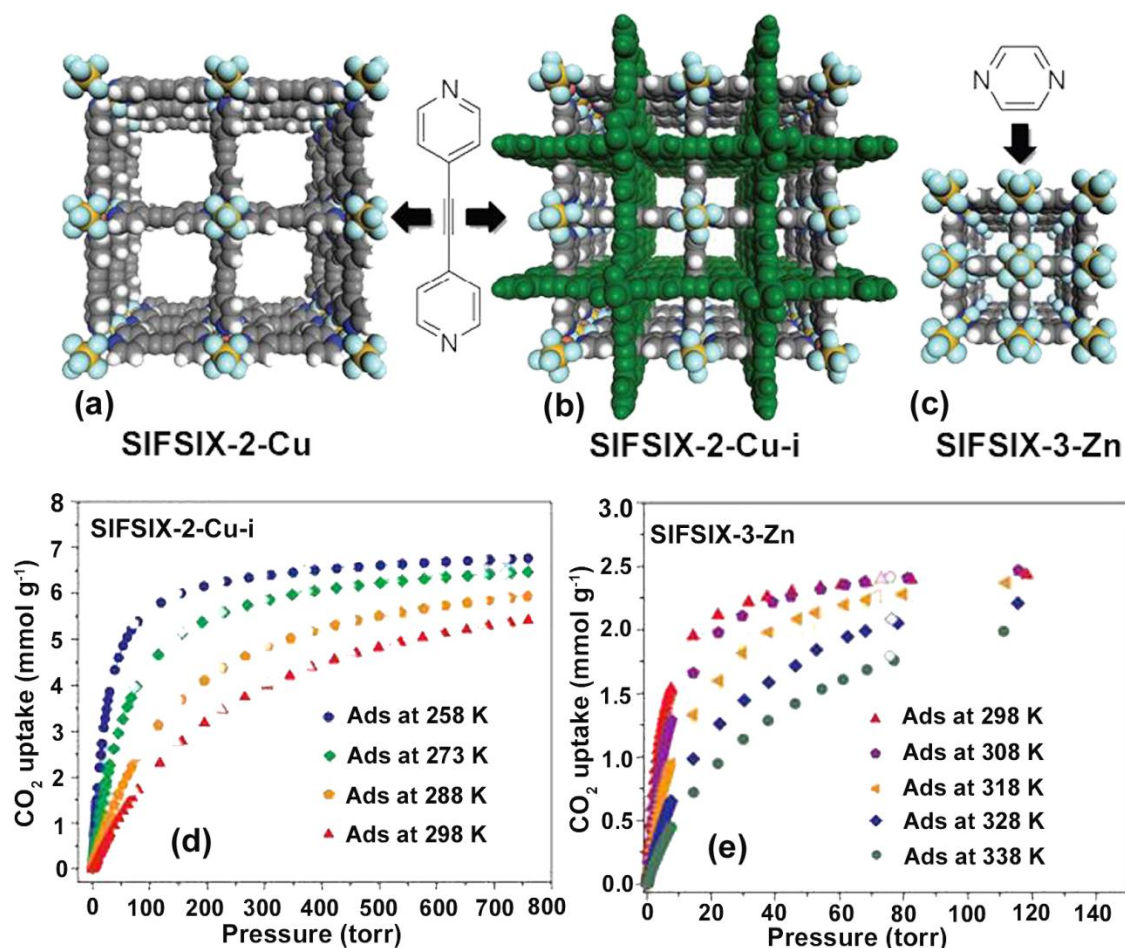 N
N
N
N
(a)
(b)
(c)
SIFSIX-2-Cu
SIFSIX-2-Cu-i
SIFSIX-3-Zn
CO2 uptake (mmol g-1)
8
7
6
5
4
3
2
1
0
SIFSIX-2-Cu-i
Ads at 258 K
Ads at 273 K
Ads at 288 K
Ads at 298 K
(d)
0 100 200 300 400 500 600 700 800
Pressure (torr)
CO2 uptake (mmol g-1)
3.0
2.5
2.0
1.5
1.0
0.5
0.0
SIFSIX-3-Zn
Ads at 298 K
Ads at 308 K
Ads at 318 K
Ads at 328 K
Ads at 338 K
(e)
0 20 40 60 80 100 120 140
Pressure (torr)